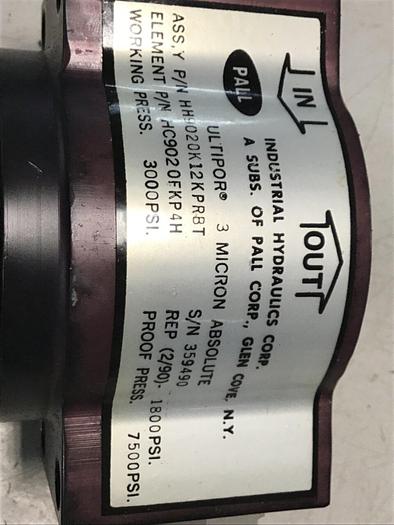 IN
OUT
PALL
INDUSTRIAL HYDRAULICS CORP.
A SUBS. OF PALL CORP., GLEN COVE, N.Y.
ULTIPOR® 3 MICRON ABSOLUTE
ASS,Y P/N HH9020K12KPRBT S/N 359490
ELEMENT P/N HC9020FKP4H REP (2/90)- 1800PSI.
WORKING PRESS. 3000PSI. PROOF PRESS. 7500PSI.